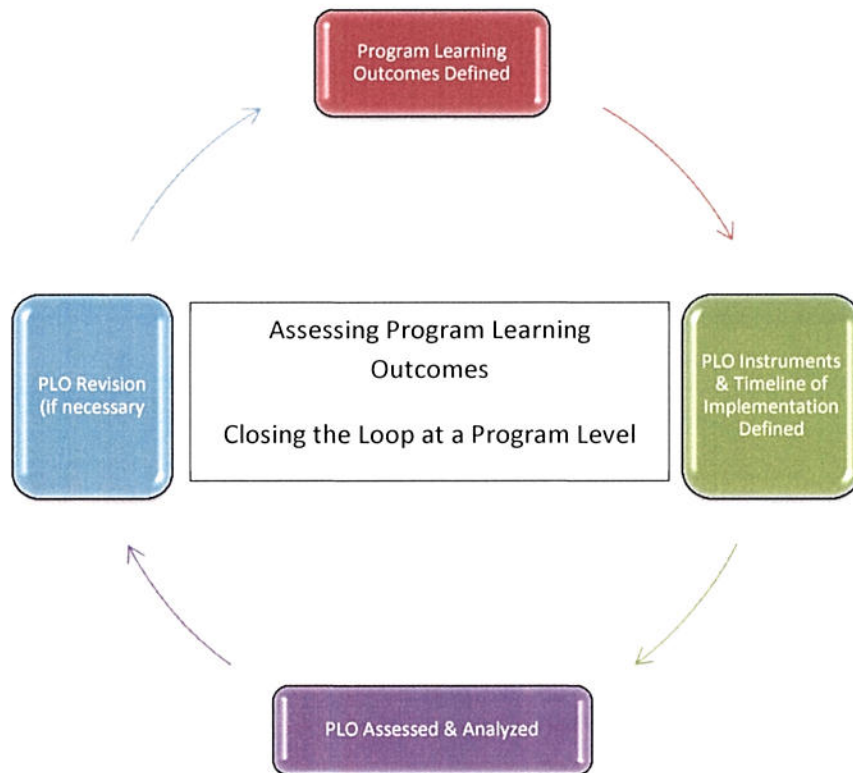 Program Learning
Outcomes Defined
PLO Revision
(if necessary
Assessing Program Learning
Outcomes
Closing the Loop at a Program Level
PLO Instruments
& Timeline of
Implementation
Defined
PLO Assessed & Analyzed